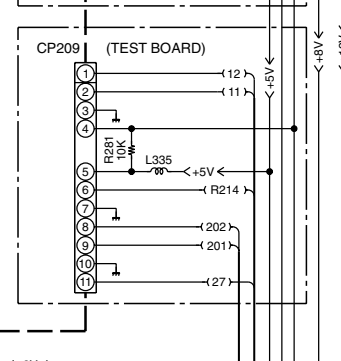 CP209 (TEST BOARD)
+5V
+8V
1 12
2 11
3
4
R281
10K
L335
5 +5V
6 R214
7
8 202
9 201
10
11 27